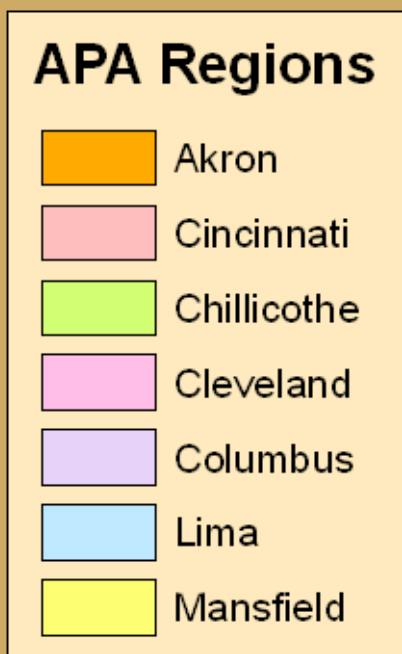 APA Regions
Akron
Cincinnati
Chillicothe
Cleveland
Columbus
Lima
Mansfield